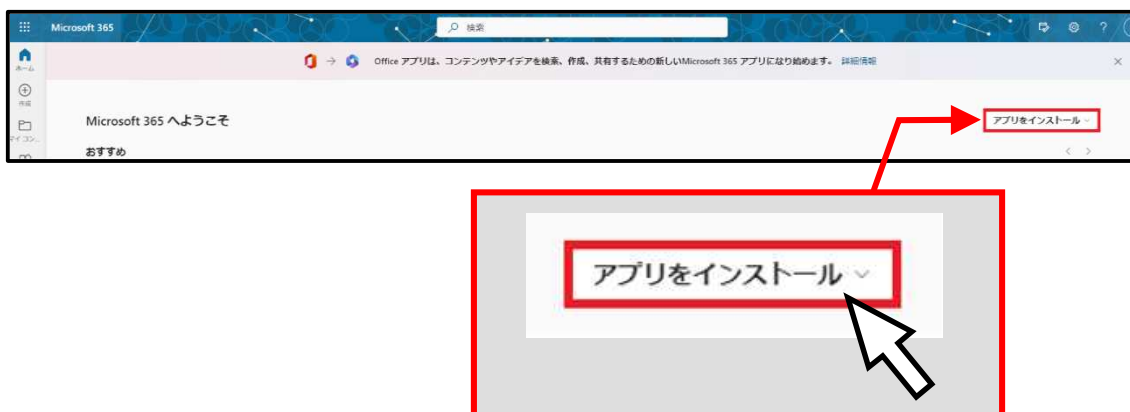 Microsoft 365
検索
ホーム
Office アプリは、コンテンツやアイデアを検索、作成、共有するための新しいMicrosoft 365 アプリになり始めます。 詳細情報
作成
Microsoft 365 へようこそ
アプリをインストール
マイ コン...
おすすめ
アプリをインストール